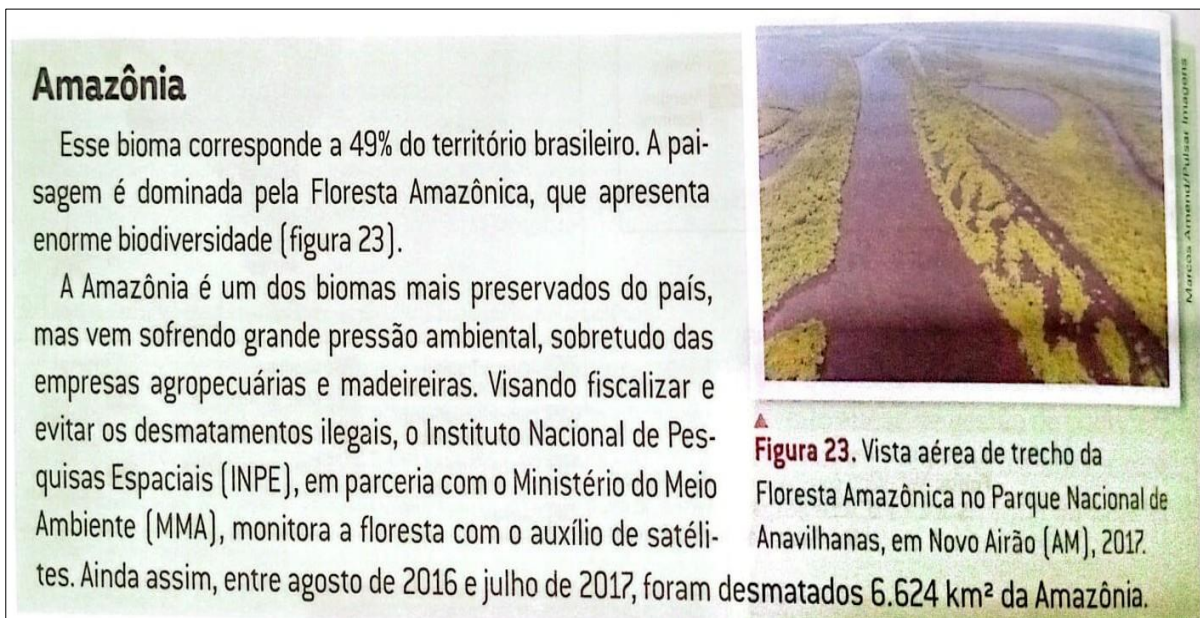 Amazônia
Esse bioma corresponde a 49% do território brasileiro. A pai-
sagem é dominada pela Floresta Amazônica, que apresenta
enorme biodiversidade (figura 23).
A Amazônia é um dos biomas mais preservados do país,
mas vem sofrendo grande pressão ambiental, sobretudo das
empresas agropecuárias e madeireiras. Visando fiscalizar e
evitar os desmatamentos ilegais, o Instituto Nacional de Pes-
quisas Espaciais (INPE), em parceria com o Ministério do Meio
Ambiente (MMA), monitora a floresta com o auxílio de satéli-
tes. Ainda assim, entre agosto de 2016 e julho de 2017, foram desmatados 6.624 km² da Amazônia.
Marcos Amend/Pulsar Imagens
Figura 23. Vista aérea de trecho da
Floresta Amazônica no Parque Nacional de
Anavilhanas, em Novo Airão (AM), 2017.